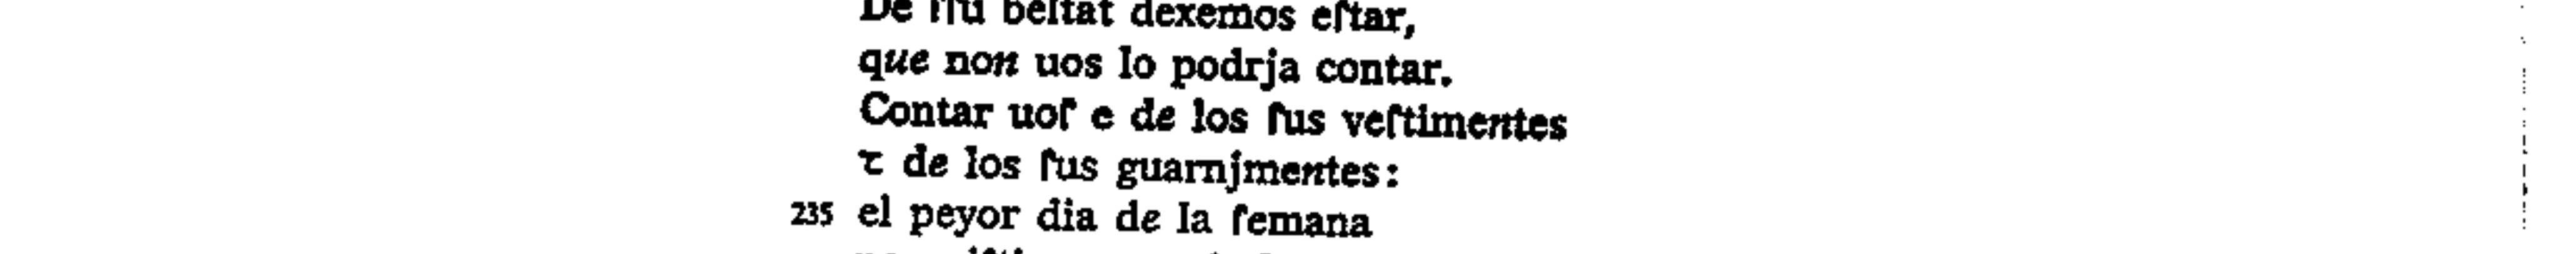 De ſſu beltat dexemos eſtar,
que non uos lo podrja contar.
Contar uoſ e de los ſus veſtimentes
τ de los ſus guarnjmentes:
235 el peyor dia de la ſemana